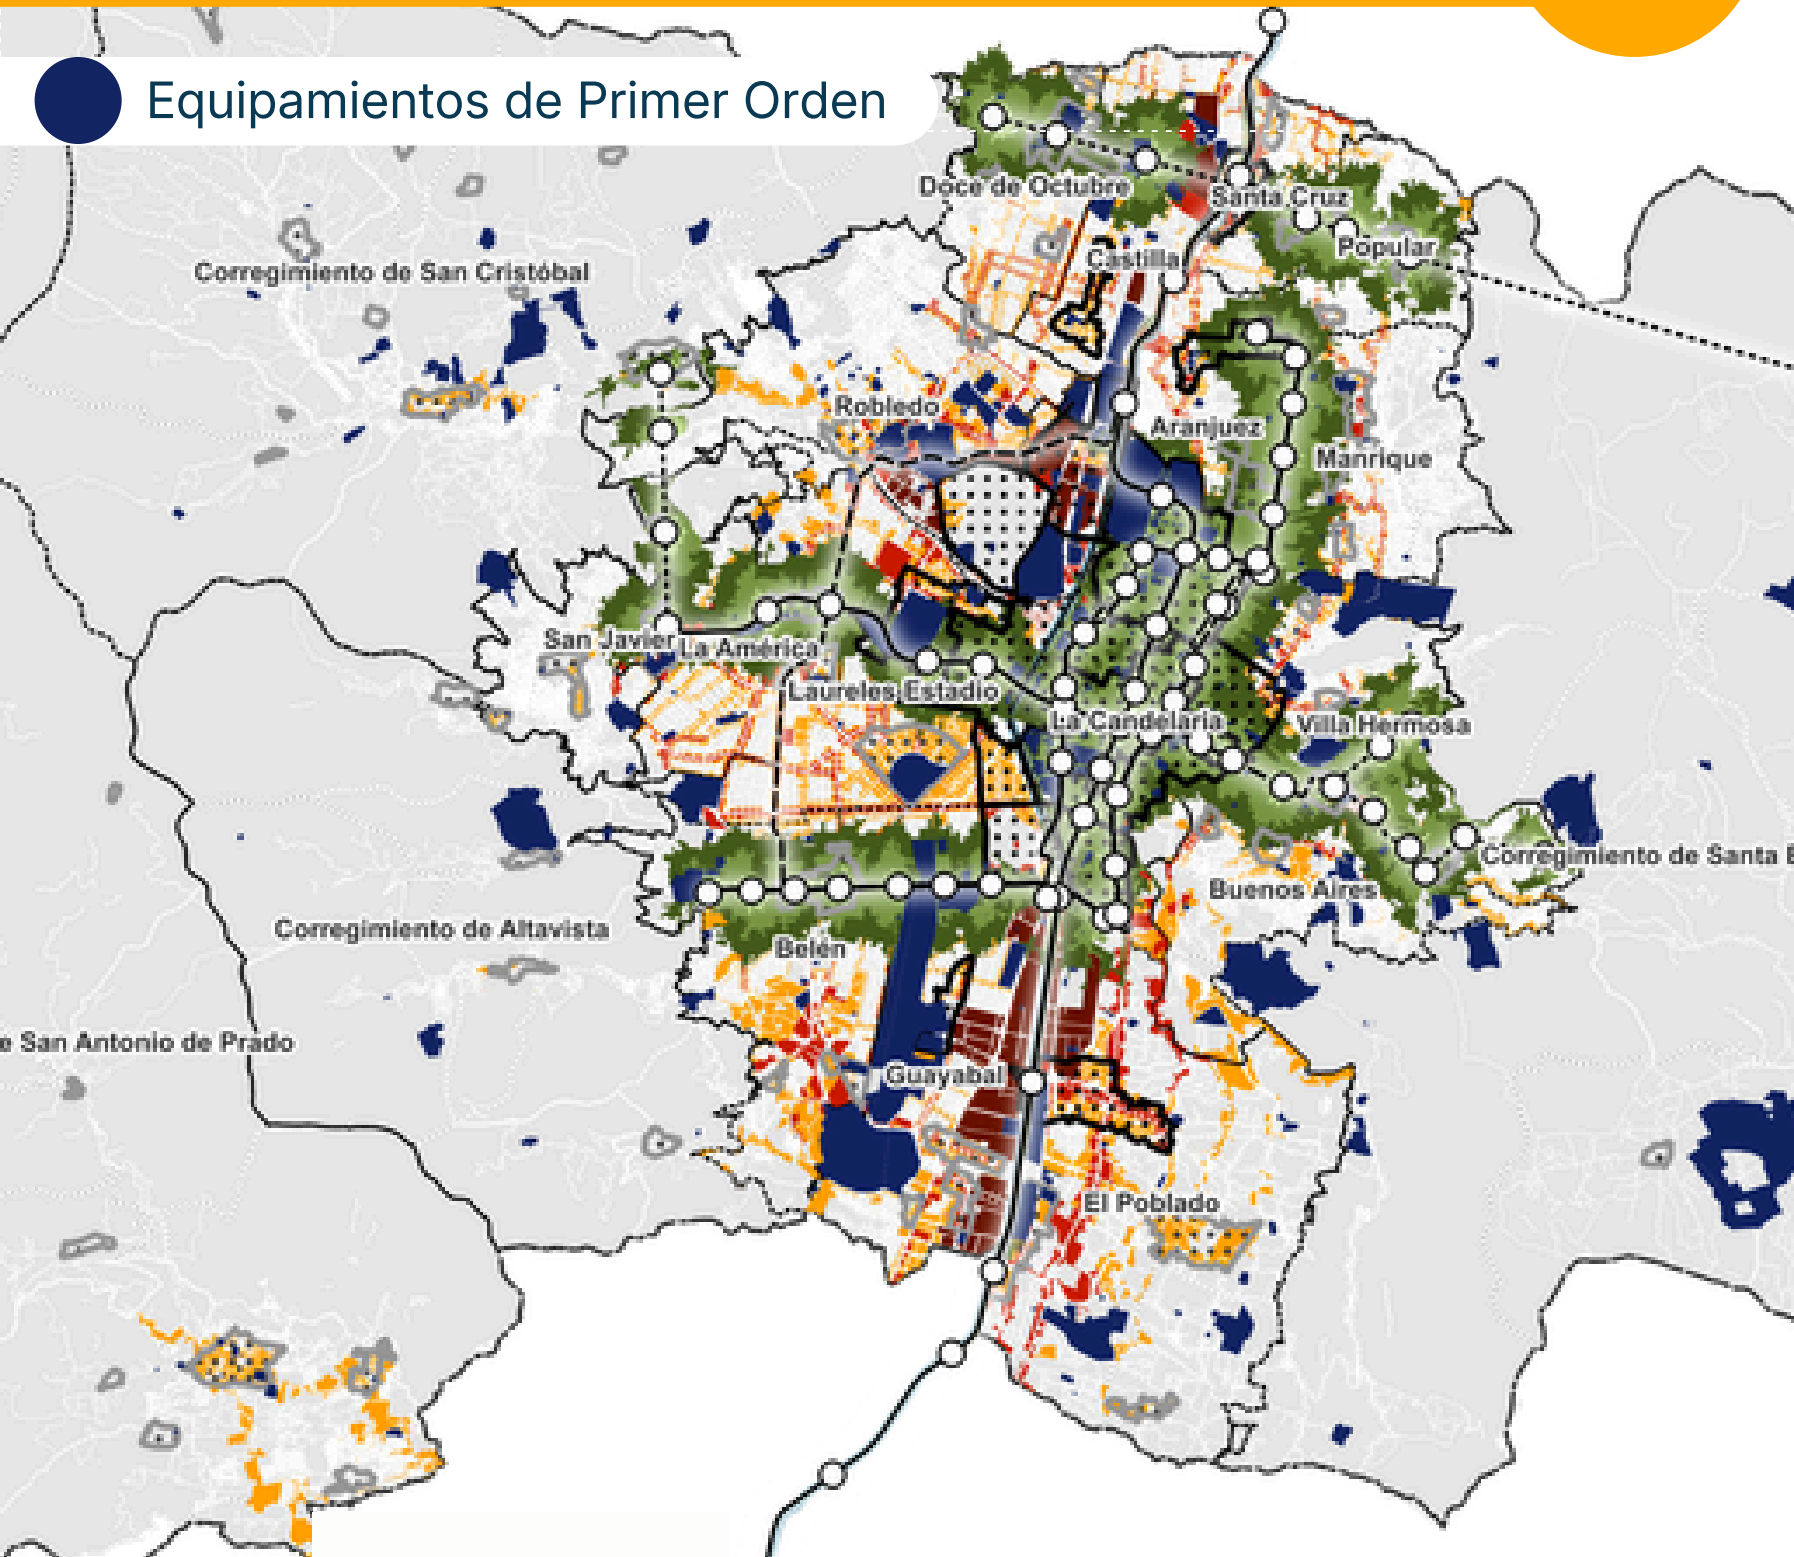 Equipamientos de Primer Orden
Doce de Octubre
Santa Cruz
Popular
Castilla
Corregimiento de San Cristóbal
Robledo
Aranjuez
Manrique
San Javier
La América
Laureles Estadio
La Candelaria
Villa Hermosa
Corregimiento de Santa E
Buenos Aires
Corregimiento de Altavista
Belén
e San Antonio de Prado
Guayabal
El Poblado